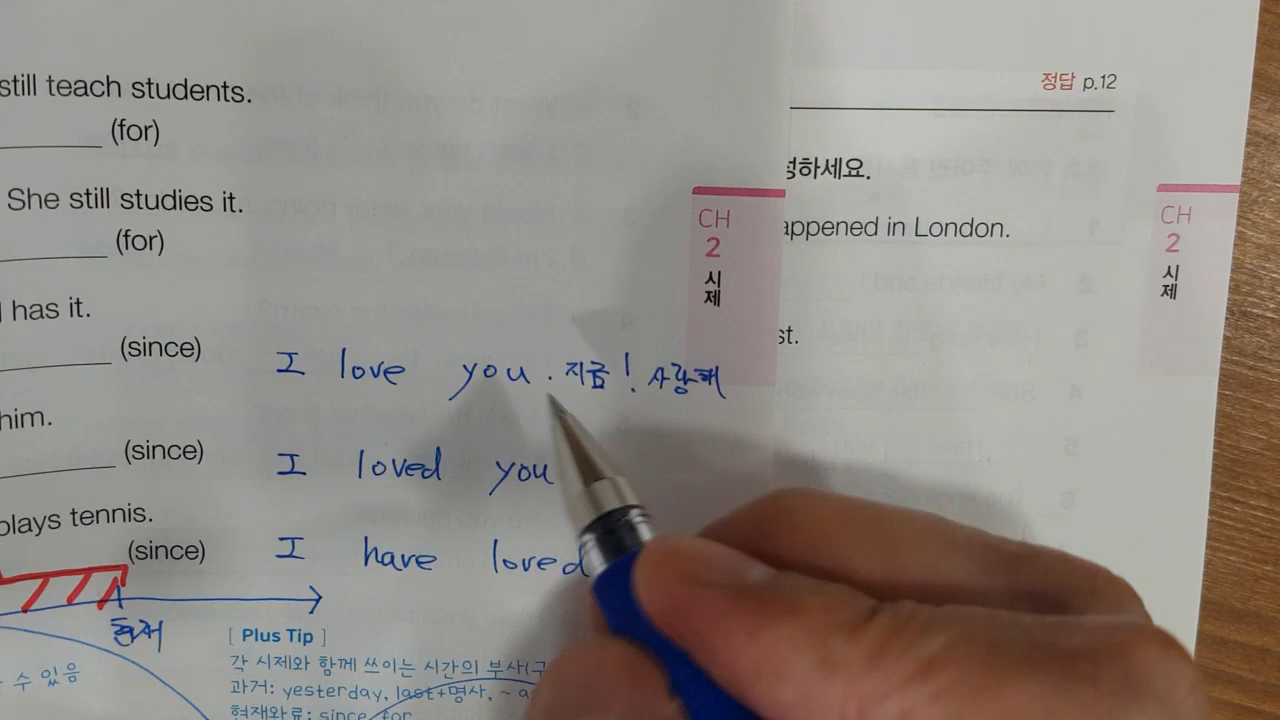 still teach students.
(for)
She still studies it.
(for)
has it.
(since)
him.
(since)
plays tennis.
(since)
I love you. 지금! 사랑해
I loved you
I have loved
현재
수 있음
[ Plus Tip ]
각 시제와 함께 쓰이는 시간의 부사(구
과거: yesterday, last+명사, ~ a
현재완료: since, for
CH
2
시제
정답 p.12
하세요.
appened in London.
st.
CH
2
시제